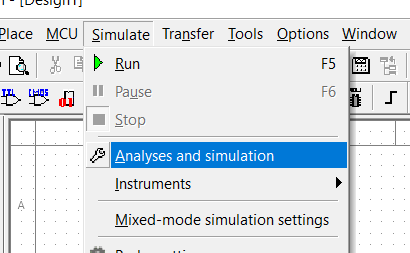 [Design1]
Place MCU Simulate Transfer Tools Options Window
Run F5
Pause F6
Stop
Analyses and simulation
Instruments
Mixed-mode simulation settings
A